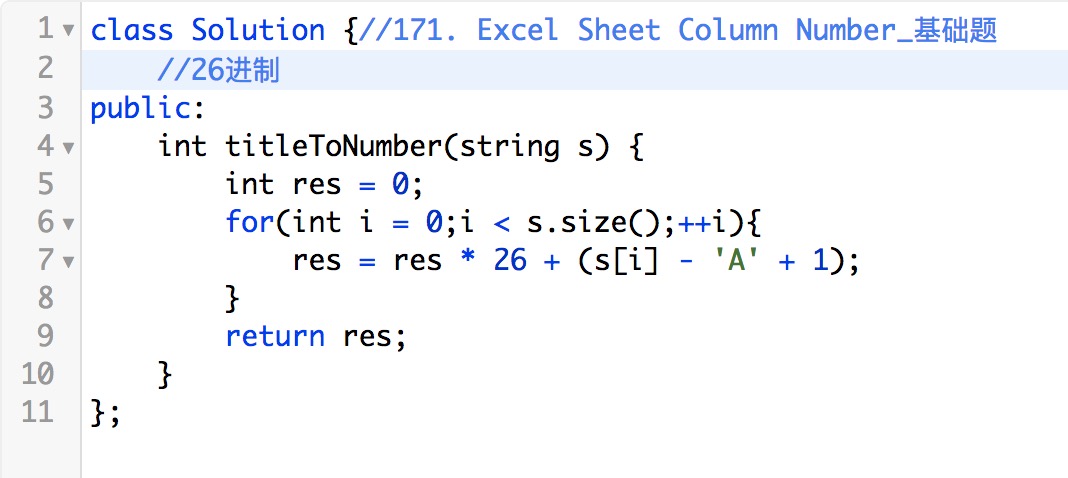 1 class Solution {//171. Excel Sheet Column Number_基础题
2     //26进制
3 public:
4     int titleToNumber(string s) {
5         int res = 0;
6         for(int i = 0;i < s.size();++i){
7             res = res * 26 + (s[i] - 'A' + 1);
8         }
9         return res;
10     }
11 };